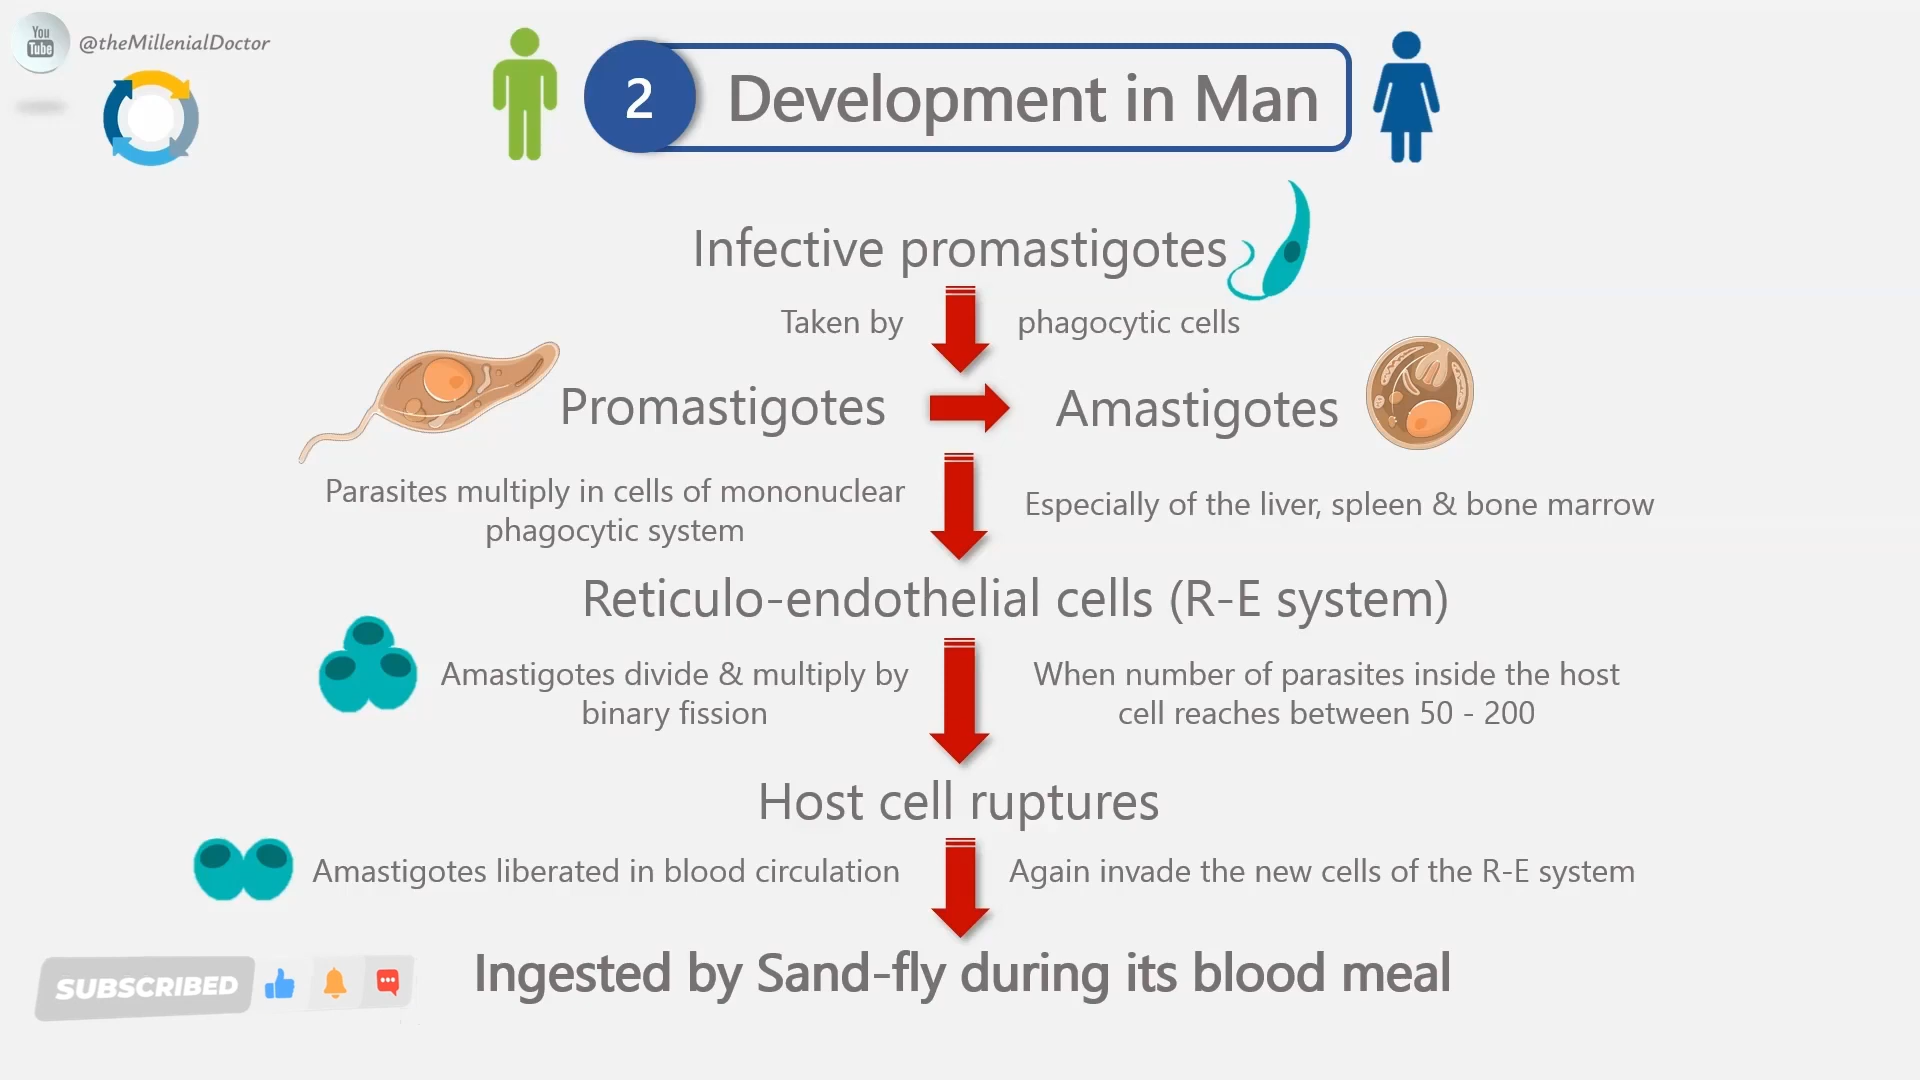 You
Tube
@theMillenialDoctor
2
Development in Man
Infective promastigotes
Taken by
phagocytic cells
Promastigotes
Amastigotes
Parasites multiply in cells of mononuclear
phagocytic system
Especially of the liver, spleen & bone marrow
Reticulo-endothelial cells (R-E system)
Amastigotes divide & multiply by
binary fission
When number of parasites inside the host
cell reaches between 50 - 200
Host cell ruptures
Amastigotes liberated in blood circulation
Again invade the new cells of the R-E system
Ingested by Sand-fly during its blood meal
SUBSCRIBED